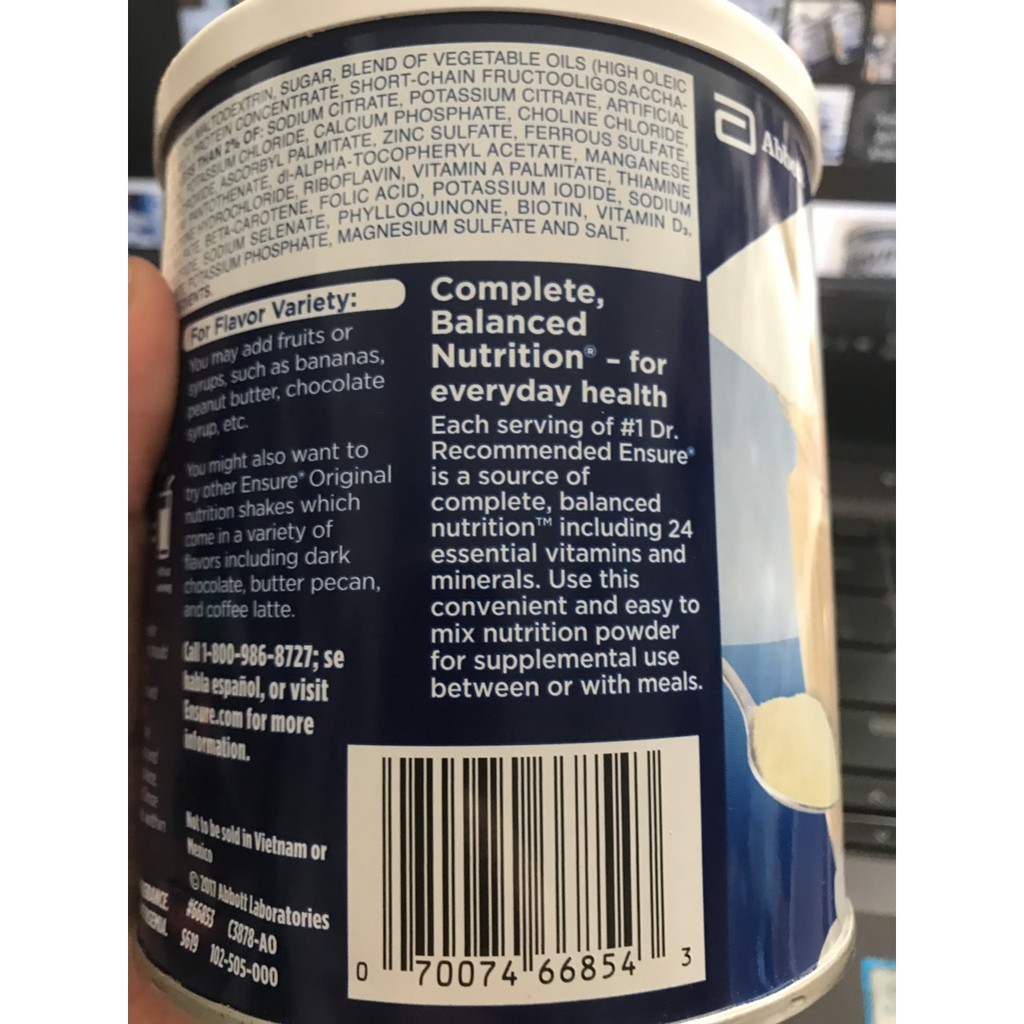 MALTODEXTRIN, SUGAR, BLEND OF VEGETABLE OILS (HIGH OLEIC
PROTEIN CONCENTRATE, SHORT-CHAIN FRUCTOOLIGOSACCHA-
THAN 2% OF: SODIUM CITRATE, POTASSIUM CITRATE, ARTIFICIAL
CHLORIDE, CALCIUM PHOSPHATE, CHOLINE CHLORIDE,
ASCORBYL PALMITATE, ZINC SULFATE, FERROUS SULFATE,
PANTOTHENATE, dl-ALPHA-TOCOPHERYL ACETATE, MANGANESE
HYDROCHLORIDE, RIBOFLAVIN, VITAMIN A PALMITATE, THIAMINE
BETA-CAROTENE, FOLIC ACID, POTASSIUM IODIDE, SODIUM
SODIUM SELENATE, PHYLLOQUINONE, BIOTIN, VITAMIN D₃,
POTASSIUM PHOSPHATE, MAGNESIUM SULFATE AND SALT.
For Flavor Variety:
You may add fruits or
syrups, such as bananas,
peanut butter, chocolate
syrup, etc.
You might also want to
try other Ensure® Original
nutrition shakes which
come in a variety of
flavors including dark
chocolate, butter pecan,
and coffee latte.
Call 1-800-986-8727; se
habla español, or visit
Ensure.com for more
information.
Not to be sold in Vietnam or
Mexico
© 2017 Abbott Laboratories
#66853 C3878-AO
S619 102-505-000
Complete,
Balanced
Nutrition® – for
everyday health
Each serving of #1 Dr.
Recommended Ensure®
is a source of
complete, balanced
nutrition™ including 24
essential vitamins and
minerals. Use this
convenient and easy to
mix nutrition powder
for supplemental use
between or with meals.
0 70074 66854 3